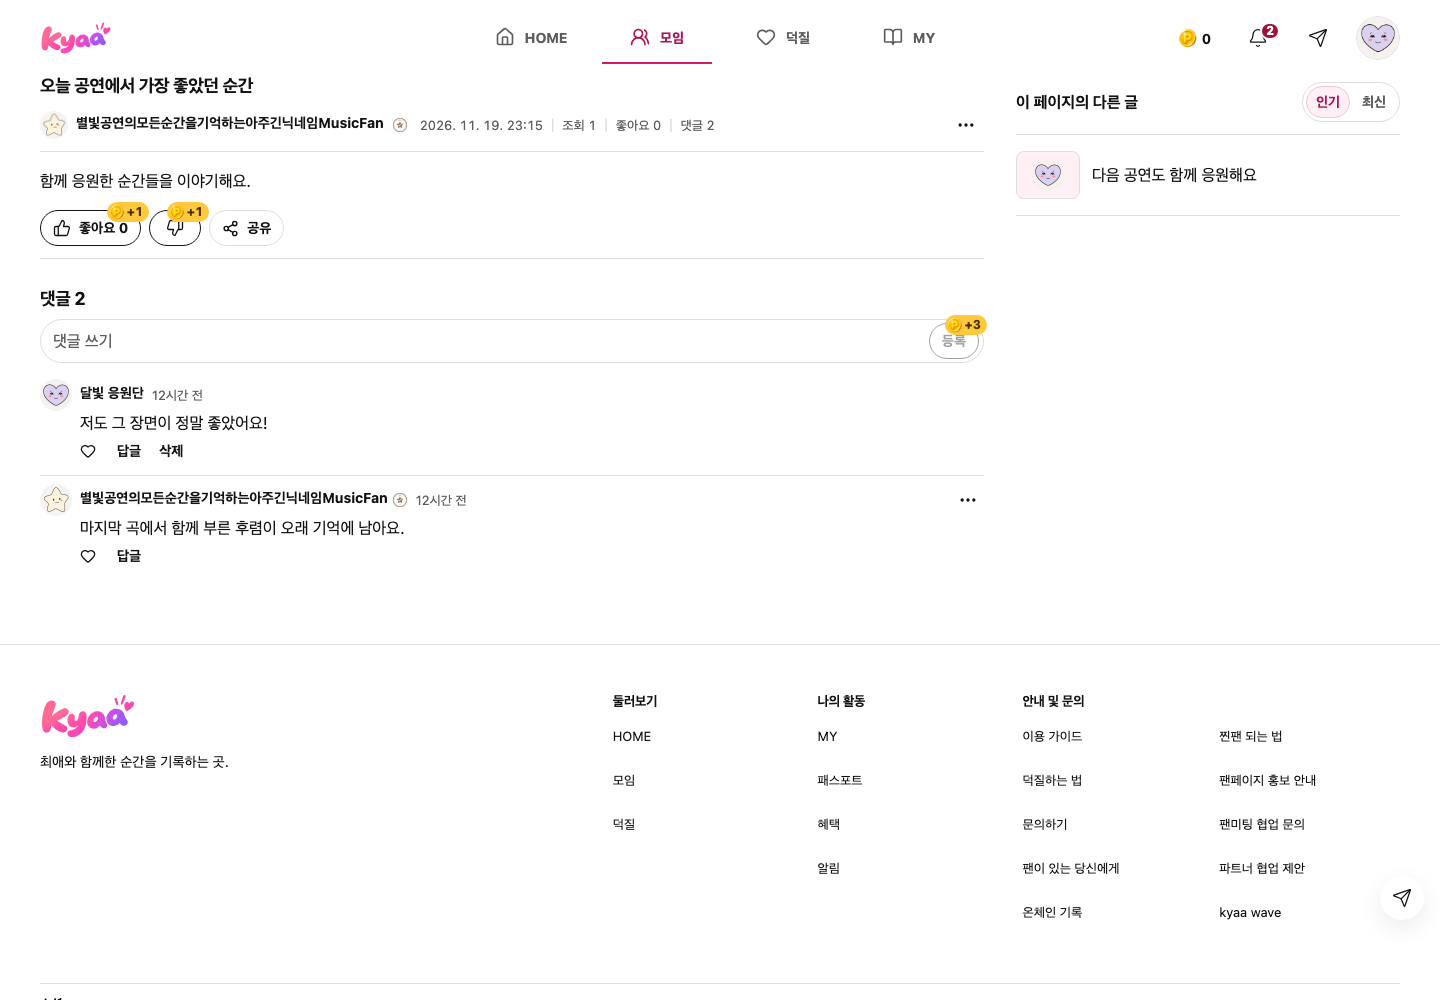 kyaa
HOME
모임
덕질
MY
0
2
오늘 공연에서 가장 좋았던 순간
별빛공연의모든순간을기억하는아주긴닉네임MusicFan
2026. 11. 19. 23:15 | 조회 1 | 좋아요 0 | 댓글 2
함께 응원한 순간들을 이야기해요.
+1
+1
좋아요 0
공유
댓글 2
댓글 쓰기
+3
등록
달빛 응원단 12시간 전
저도 그 장면이 정말 좋았어요!
답글 삭제
별빛공연의모든순간을기억하는아주긴닉네임MusicFan 12시간 전
마지막 곡에서 함께 부른 후렴이 오래 기억에 남아요.
답글
이 페이지의 다른 글
인기 최신
다음 공연도 함께 응원해요
kyaa
최애와 함께한 순간을 기록하는 곳.
둘러보기
HOME
모임
덕질
나의 활동
MY
패스포트
혜택
알림
안내 및 문의
이용 가이드
덕질하는 법
문의하기
팬이 있는 당신에게
온체인 기록
찐팬 되는 법
팬페이지 홍보 안내
팬미팅 협업 문의
파트너 협업 제안
kyaa wave